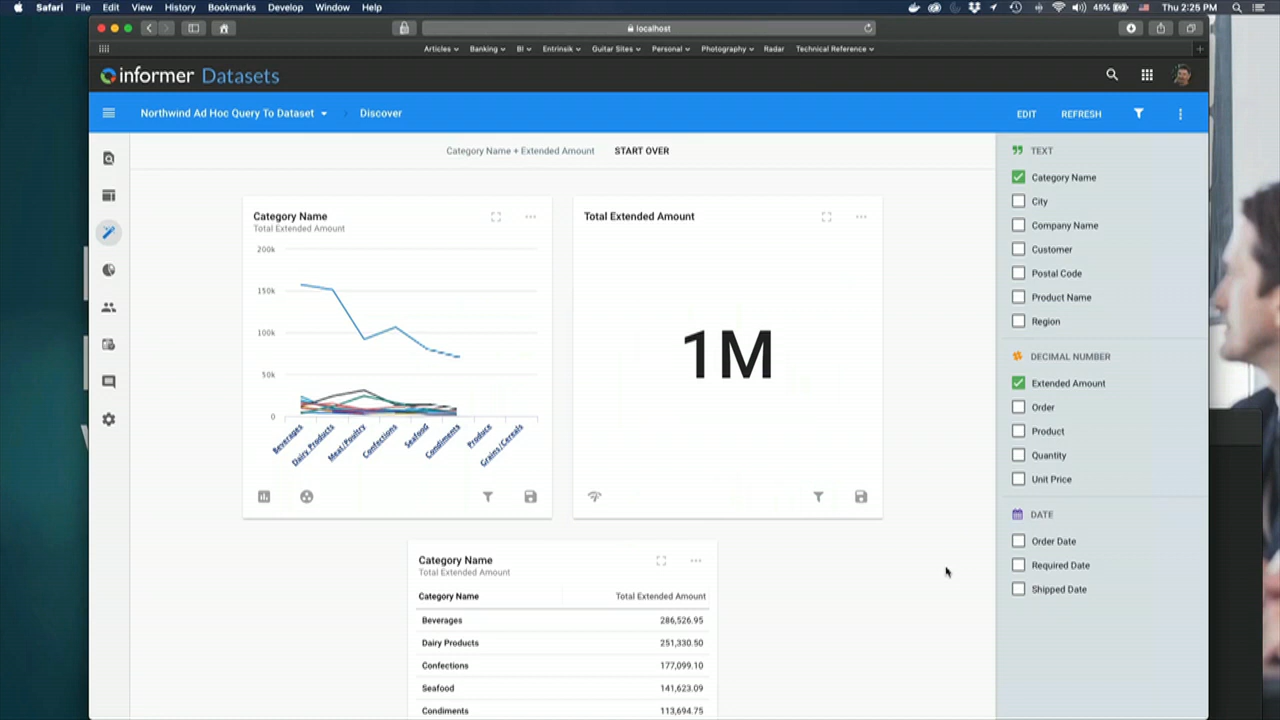 Safari File Edit View History Bookmarks Develop Window Help 45% Thu 2:25 PM
localhost
Articles Banking BI Entrinsik Guitar Sites Personal Photography Radar Technical Reference
informer Datasets
Northwind Ad Hoc Query To Dataset Discover EDIT REFRESH
Category Name + Extended Amount START OVER
Category Name
Total Extended Amount
200k
150k
100k
50k
0
Beverages Dairy Products Meat/Poultry Confections Seafood Condiments Produce Grains/Cereals
Total Extended Amount
1M
Category Name
Total Extended Amount
Category Name Total Extended Amount
Beverages 286,526.95
Dairy Products 251,330.50
Confections 177,099.10
Seafood 141,623.09
Condiments 113,694.75
TEXT
Category Name
City
Company Name
Customer
Postal Code
Product Name
Region
DECIMAL NUMBER
Extended Amount
Order
Product
Quantity
Unit Price
DATE
Order Date
Required Date
Shipped Date